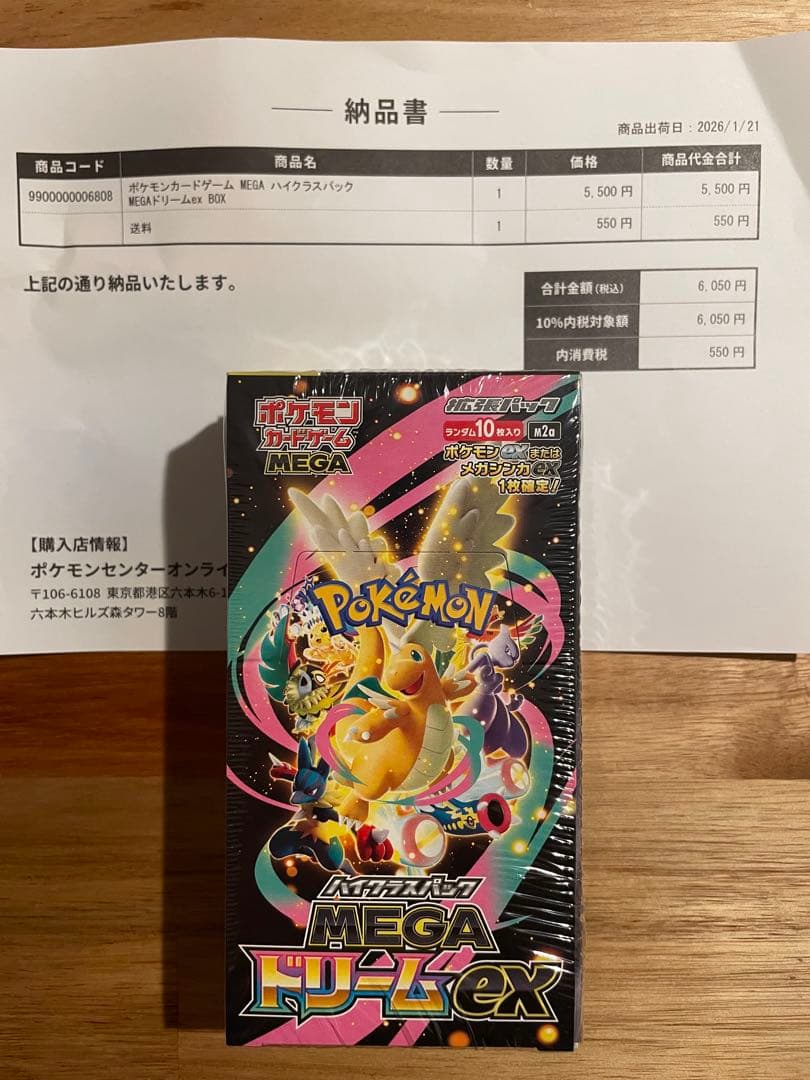 納品書
商品出荷日：2026/1/21
商品コード 商品名 数量 価格 商品代金合計
9900000006808 ポケモンカードゲーム MEGA ハイクラスパック 1 5,500 円 5,500 円
MEGAドリームex BOX
送料 1 550 円 550 円
上記の通り納品いたします。
合計金額(税込) 6,050 円
10%内税対象額 6,050 円
内消費税 550 円
【購入店情報】
ポケモンセンターオンライ
〒106-6108 東京都港区六本木6-1
六本木ヒルズ森タワー8階
ポケモン
カードゲーム
MEGA
拡張パック
ランダム10枚入り M2a
ポケモンexまたは
メガシンカex
1枚確定!
POKéMON
ハイクラスパック
MEGA
ドリームex